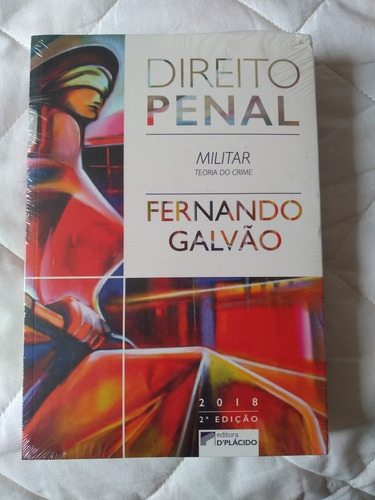 DIREITO
PENAL
MILITAR
TEORIA DO CRIME
FERNANDO
GALVÃO
2018
2ª EDIÇÃO
editora
D'PLÁCIDO